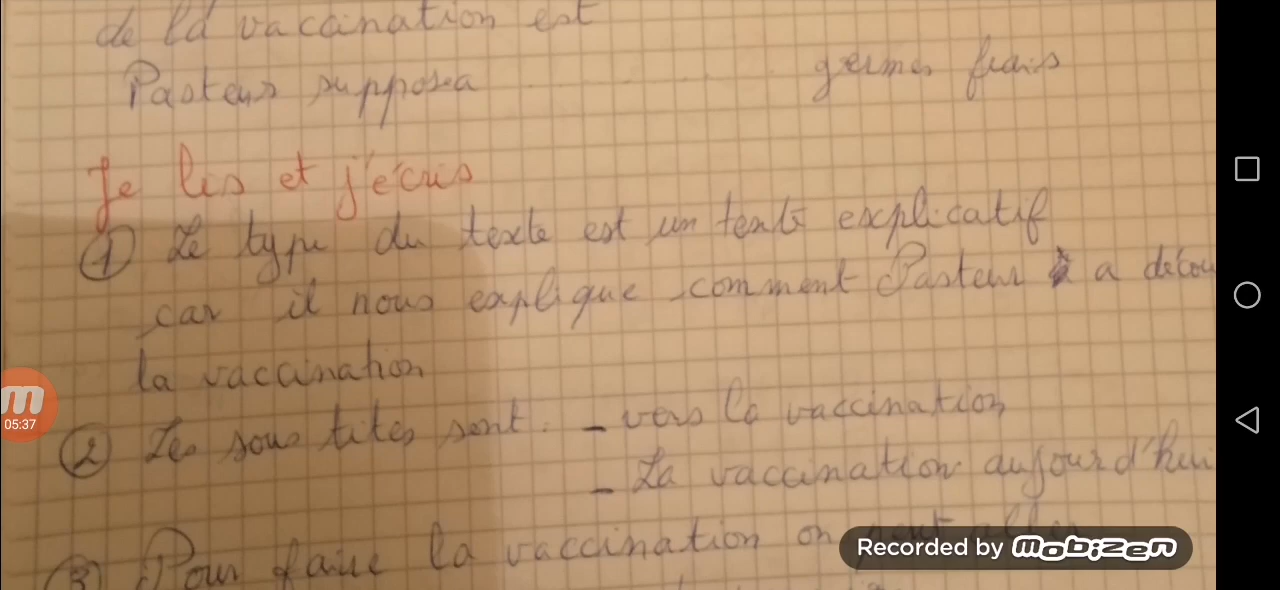 de la vaccination est
Pasteur supposa ........ germes frais
Je lis et j'écris
① Le type du texte est un texte explicatif
car il nous explique comment Pasteur a décou
la vaccination
② Les sous titres sont : - vers la vaccination
- La vaccination aujourd'hui
③ Pour faire la vaccination on peut aller
m
05:37
Recorded by mobizen